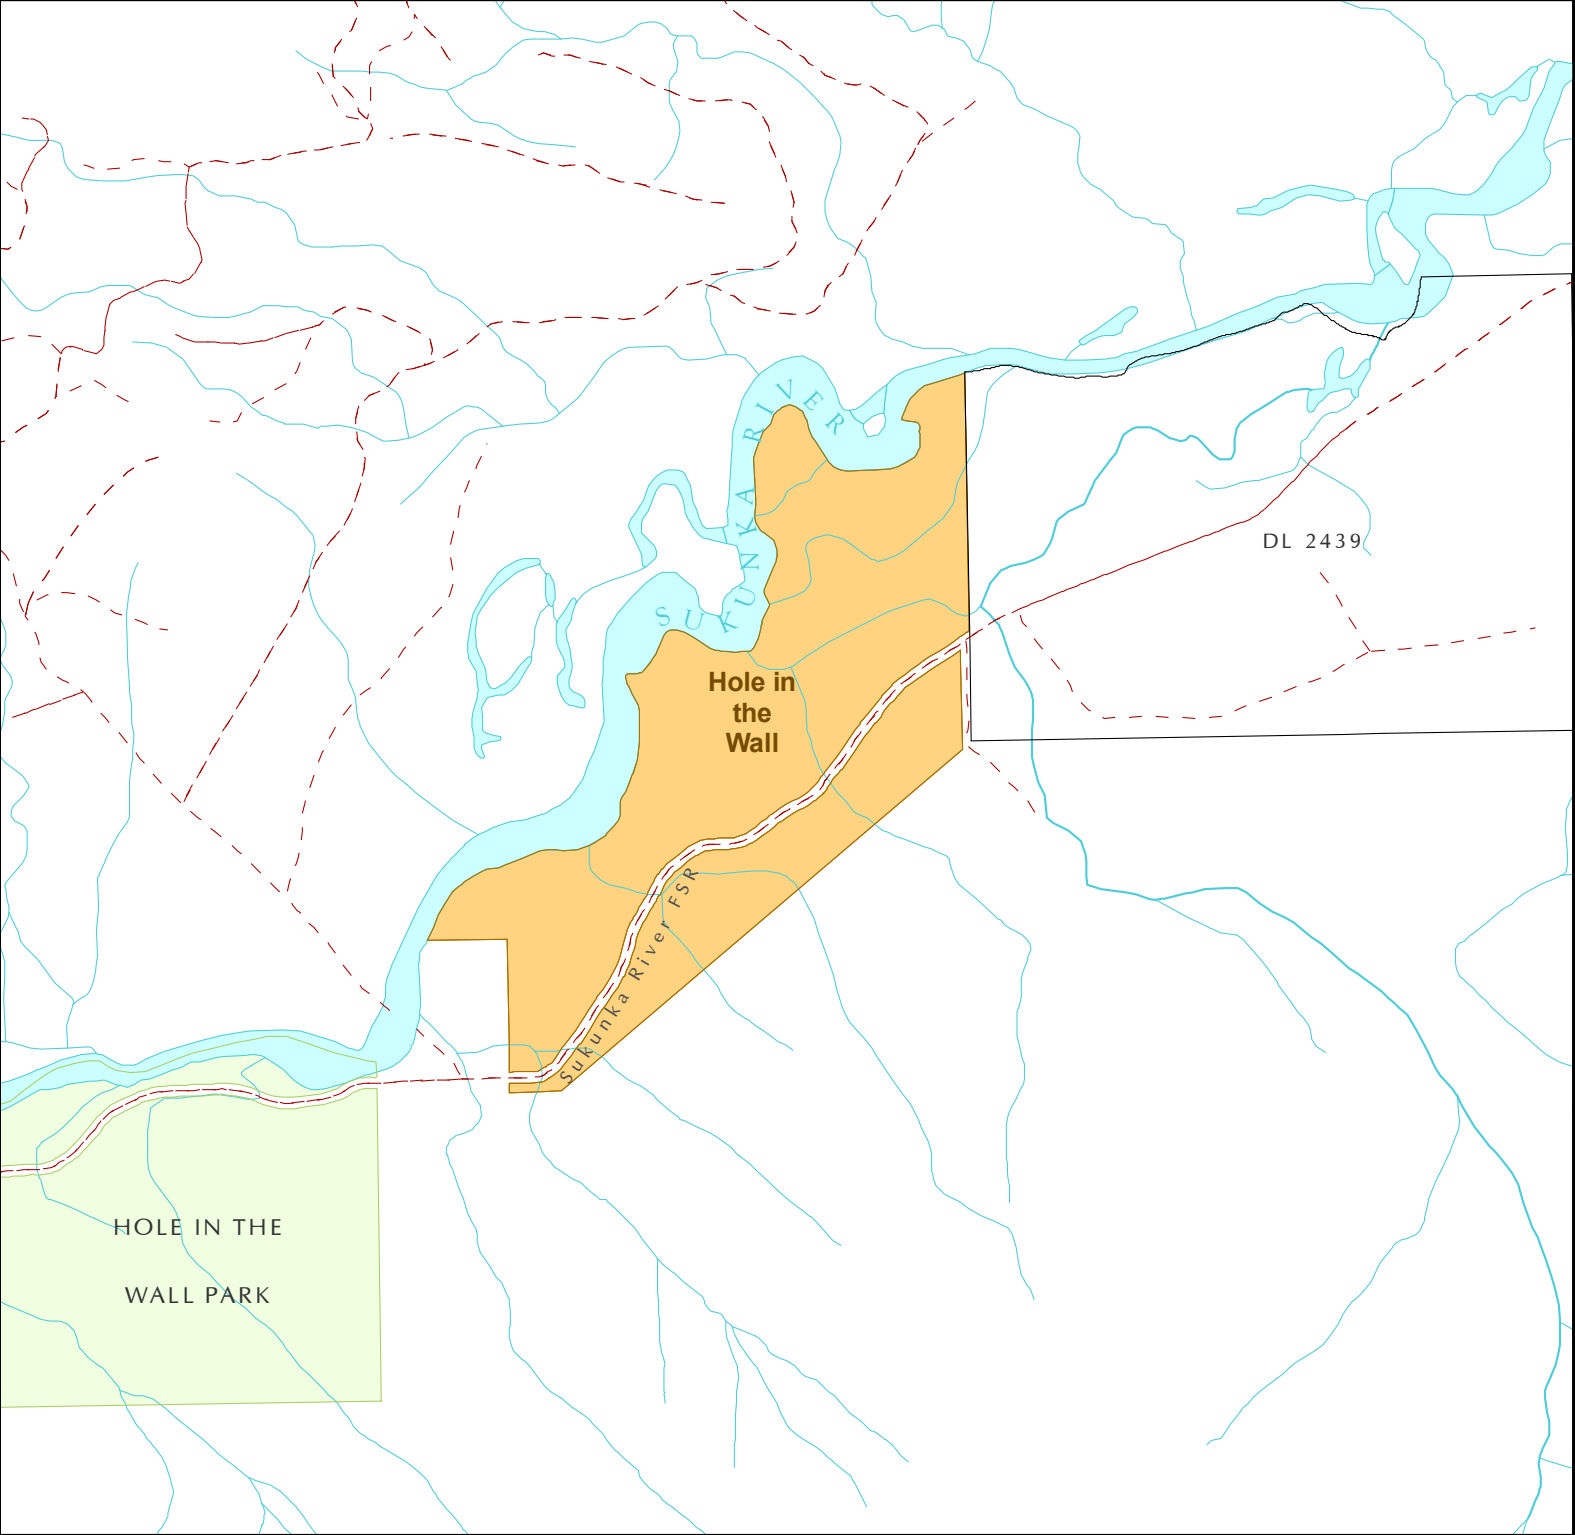 SUKUNKA RIVER
DL 2439
Hole in
the
Wall
Sukunka River FSR
HOLE IN THE
WALL PARK